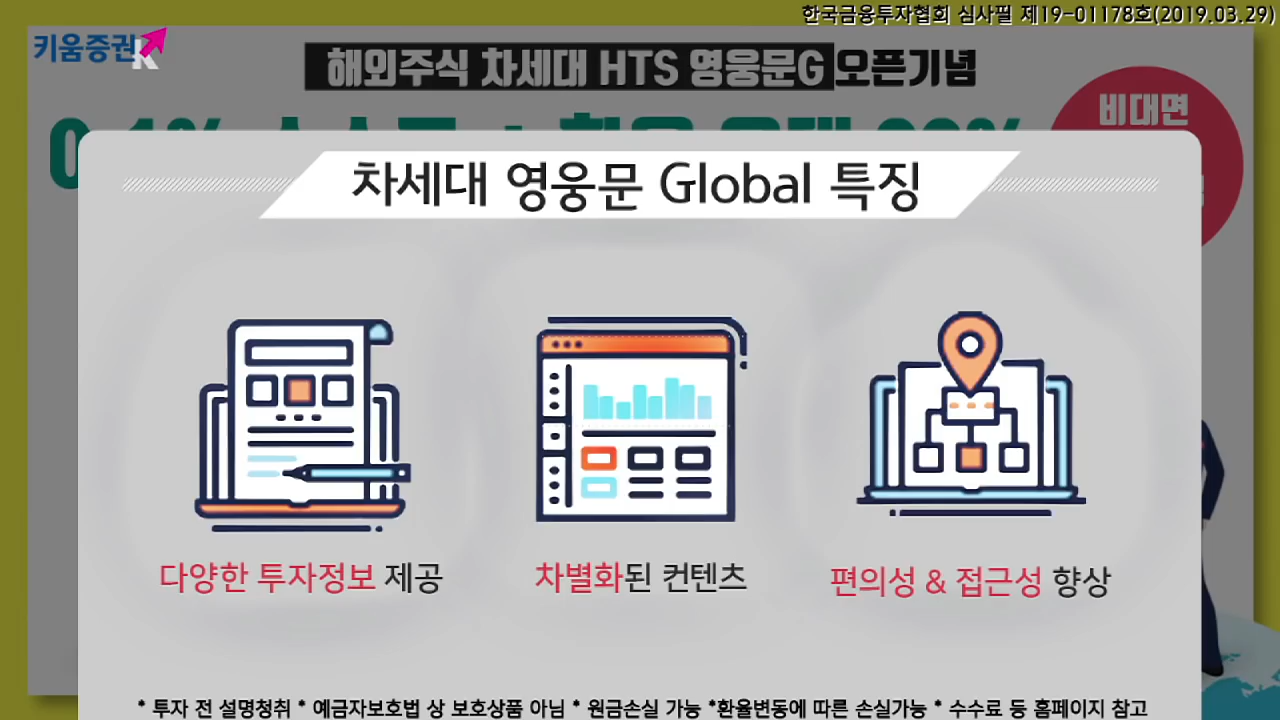 한국금융투자협회 심사필 제19-01178호(2019.03.29)
키움증권
해외주식 차세대 HTS 영웅문G 오픈기념
비대면
차세대 영웅문 Global 특징
다양한 투자정보 제공
차별화된 컨텐츠
편의성 & 접근성 향상
* 투자 전 설명청취 * 예금자보호법 상 보호상품 아님 * 원금손실 가능 *환율변동에 따른 손실가능 * 수수료 등 홈페이지 참고